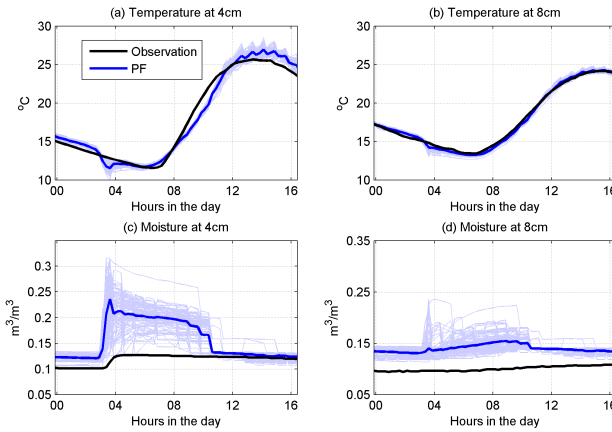 (a) Temperature at 4cm
30
25
20
15
10
°C
Observation
PF
00 04 08 12 16
Hours in the day
(b) Temperature at 8cm
30
25
20
15
10
°C
00 04 08 12 16
Hours in the day
(c) Moisture at 4cm
0.3
0.25
0.2
0.15
0.1
0.05
m³/m³
00 04 08 12 16
Hours in the day
(d) Moisture at 8cm
0.35
0.25
0.15
0.05
m³/m³
00 04 08 12 16
Hours in the day